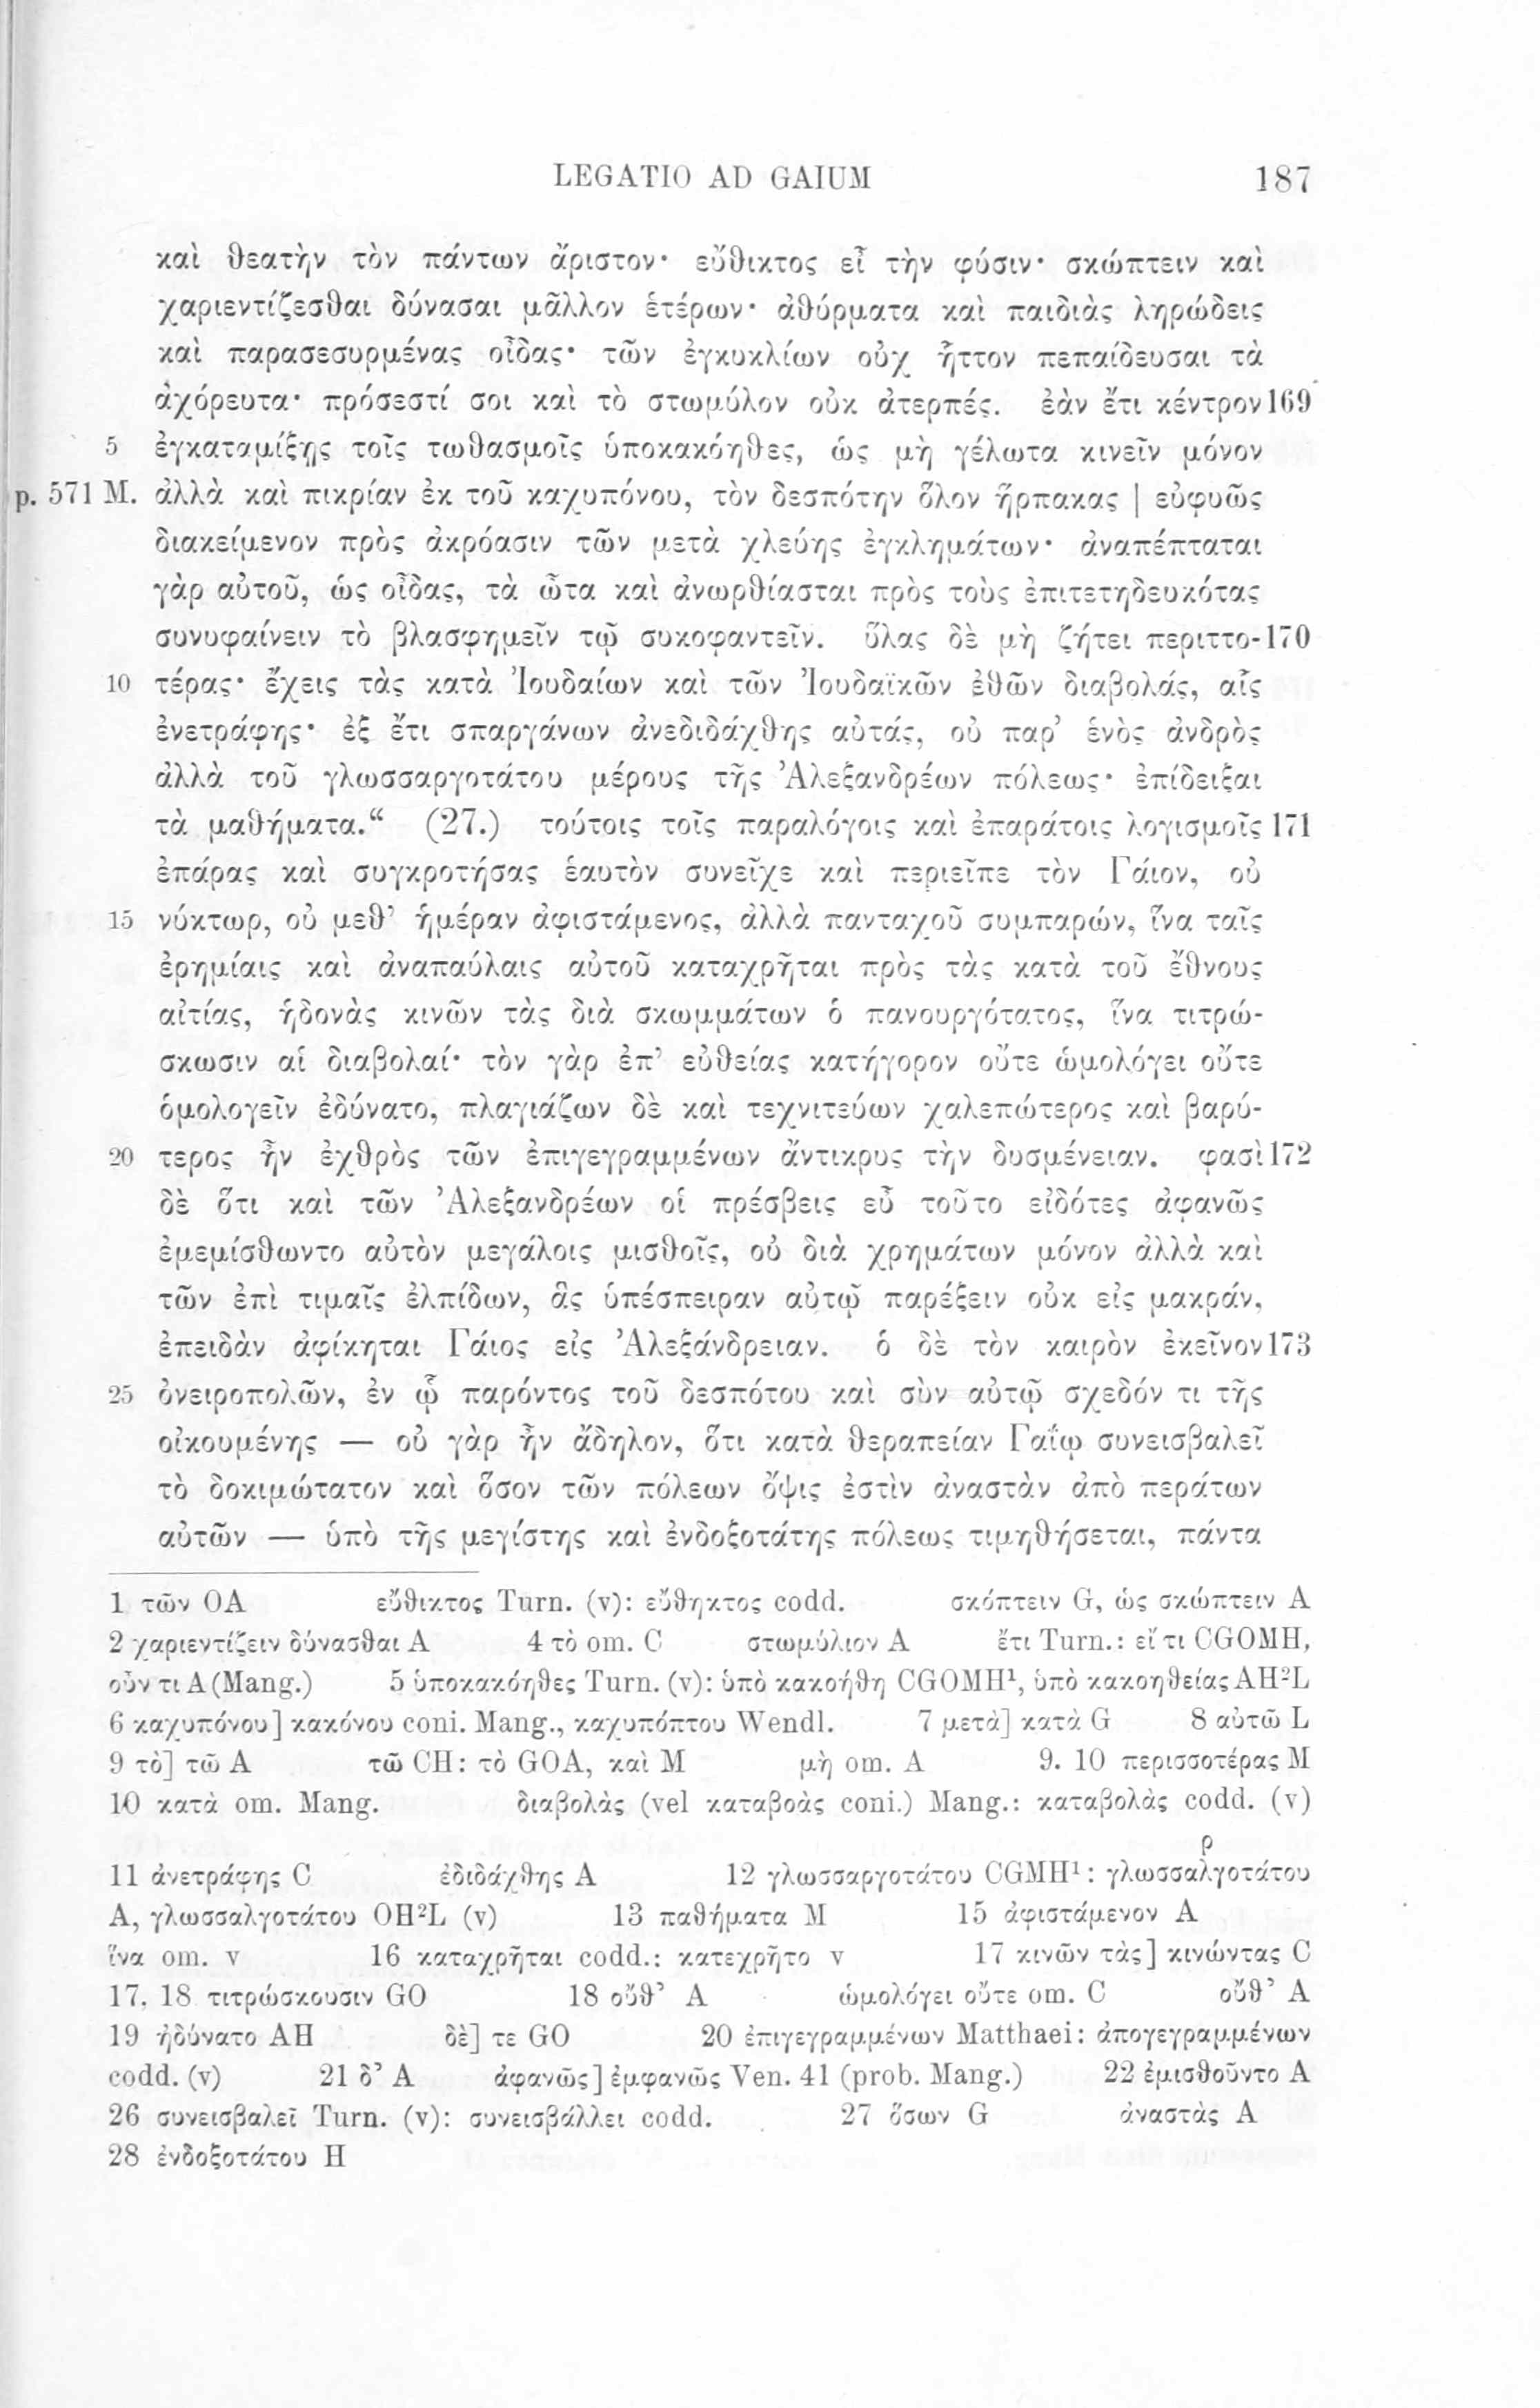 LEGATIO AD GAIUM 187
καὶ θεατὴν τὸν πάντων ἄριστον· εὔθικτος εἶ τὴν φύσιν· σκώπτειν καὶ
χαριεντίζεσθαι δύνασαι μᾶλλον ἑτέρων· ἀθύρματα καὶ παιδιὰς ληρώδεις
καὶ παρασεσυρμένας οἶδας· τῶν ἐγκυκλίων οὐχ ἧττον πεπαίδευσαι τὰ
ἀχόρευτα· πρόσεστί σοι καὶ τὸ στωμύλον οὐκ ἀτερπές. ἐὰν ἔτι κέντρον 169
5 ἐγκαταμίξῃς τοῖς τωθασμοῖς ὑποκακόηθες, ὡς μὴ γέλωτα κινεῖν μόνον
p. 571 M. ἀλλὰ καὶ πικρίαν ἐκ τοῦ καχυπόνου, τὸν δεσπότην ὅλον ἥρπακας | εὐφυῶς
διακείμενον πρὸς ἀκρόασιν τῶν μετὰ χλεύης ἐγκλημάτων· ἀναπέπταται
γὰρ αὐτοῦ, ὡς οἶδας, τὰ ὦτα καὶ ἀνωρθίασται πρὸς τοὺς ἐπιτετηδευκότας
συνυφαίνειν τὸ βλασφημεῖν τῷ συκοφαντεῖν. ὕλας δὲ μὴ ζήτει περιττο- 170
10 τέρας· ἔχεις τὰς κατὰ Ἰουδαίων καὶ τῶν Ἰουδαϊκῶν ἐθῶν διαβολάς, αἷς
ἐνετράφης· ἐξ ἔτι σπαργάνων ἀνεδιδάχθης αὐτάς, οὐ παρ’ ἑνὸς ἀνδρὸς
ἀλλὰ τοῦ γλωσσαργοτάτου μέρους τῆς Ἀλεξανδρέων πόλεως· ἐπίδειξαι
τὰ μαθήματα.“ (27.) τούτοις τοῖς παραλόγοις καὶ ἐπαράτοις λογισμοῖς 171
ἐπάρας καὶ συγκροτήσας ἑαυτὸν συνεῖχε καὶ περιεῖπε τὸν Γάιον, οὐ
15 νύκτωρ, οὐ μεθ’ ἡμέραν ἀφιστάμενος, ἀλλὰ πανταχοῦ συμπαρών, ἵνα ταῖς
ἐρημίαις καὶ ἀναπαύλαις αὐτοῦ καταχρῆται πρὸς τὰς κατὰ τοῦ ἔθνους
αἰτίας, ἡδονὰς κινῶν τὰς διὰ σκωμμάτων ὁ πανουργότατος, ἵνα τιτρώ-
σκωσιν αἱ διαβολαί· τὸν γὰρ ἐπ’ εὐθείας κατήγορον οὔτε ὡμολόγει οὔτε
ὁμολογεῖν ἐδύνατο, πλαγιάζων δὲ καὶ τεχνιτεύων χαλεπώτερος καὶ βαρύ-
20 τερος ἦν ἐχθρὸς τῶν ἐπιγεγραμμένων ἄντικρυς τὴν δυσμένειαν. φασὶ 172
δὲ ὅτι καὶ τῶν Ἀλεξανδρέων οἱ πρέσβεις εὖ τοῦτο εἰδότες ἀφανῶς
ἐμεμίσθωντο αὐτὸν μεγάλοις μισθοῖς, οὐ διὰ χρημάτων μόνον ἀλλὰ καὶ
τῶν ἐπὶ τιμαῖς ἐλπίδων, ἃς ὑπέσπειραν αὐτῷ παρέξειν οὐκ εἰς μακράν,
ἐπειδὰν ἀφίκηται Γάιος εἰς Ἀλεξάνδρειαν. ὁ δὲ τὸν καιρὸν ἐκεῖνον 173
25 ὀνειροπολῶν, ἐν ᾧ παρόντος τοῦ δεσπότου καὶ σὺν αὐτῷ σχεδόν τι τῆς
οἰκουμένης — οὐ γὰρ ἦν ἄδηλον, ὅτι κατὰ θεραπείαν Γαΐῳ συνεισβαλεῖ
τὸ δοκιμώτατον καὶ ὅσον τῶν πόλεων ὄψις ἐστὶν ἀναστὰν ἀπὸ περάτων
αὐτῶν — ὑπὸ τῆς μεγίστης καὶ ἐνδοξοτάτης πόλεως τιμηθήσεται, πάντα
1 τῶν OA εὔθικτος Turn. (v): εὔθηκτος codd. σκόπτειν G, ὡς σκώπτειν A
2 χαριεντίζειν δύνασθαι A 4 τὸ om. C στωμύλιον A ἔτι Turn.: εἴ τι CGOMH,
οὖν τι A (Mang.) 5 ὑποκακόηθες Turn. (v): ὑπὸ κακοήθη CGOMH¹, ὑπὸ κακοηθείας AH²L
6 καχυπόνου] κακόνου coni. Mang., καχυπόπτου Wendl. 7 μετὰ] κατὰ G 8 αὐτῶ L
9 τὸ] τῶ A τῶ CH: τὸ GOA, καὶ M μὴ om. A 9. 10 περισσοτέρας M
10 κατὰ om. Mang. διαβολὰς (vel καταβοὰς coni.) Mang.: καταβολὰς codd. (v)
ρ
11 ἀνετράφης C ἐδιδάχθης A 12 γλωσσαργοτάτου CGMH¹: γλωσσαλγοτάτου
A, γλωσσαλγοτάτου OH²L (v) 13 παθήματα M 15 ἀφιστάμενον A
ἵνα om. v 16 καταχρῆται codd.: κατεχρῆτο v 17 κινῶν τὰς] κινώντας C
17. 18 τιτρώσκουσιν GO 18 οὔθ’ A ὡμολόγει οὔτε om. C οὔθ’ A
19 ἠδύνατο AH δὲ] τε GO 20 ἐπιγεγραμμένων Matthaei: ἀπογεγραμμένων
codd. (v) 21 δ’ A ἀφανῶς] ἐμφανῶς Ven. 41 (prob. Mang.) 22 ἐμισθοῦντο A
26 συνεισβαλεῖ Turn. (v): συνεισβάλλει codd. 27 ὅσων G ἀναστὰς A
28 ἐνδοξοτάτου H